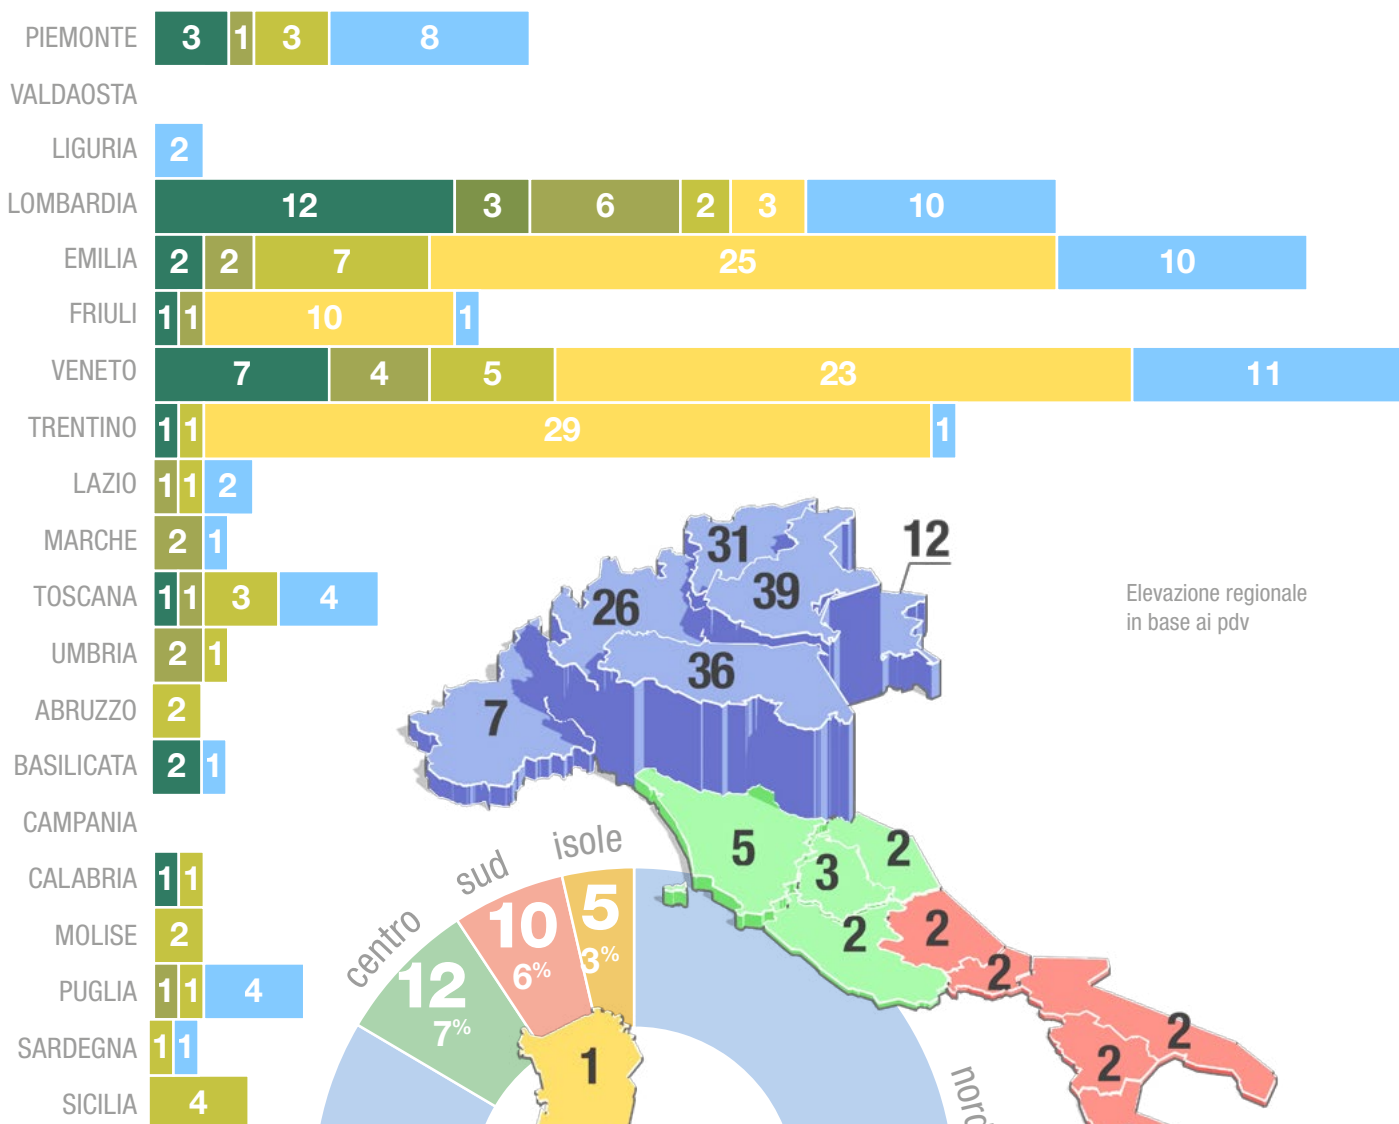 PIEMONTE 3 1 3 8
VALDAOSTA
LIGURIA 2
LOMBARDIA 12 3 6 2 3 10
EMILIA 2 2 7 25 10
FRIULI 1 1 10 1
VENETO 7 4 5 23 11
TRENTINO 1 1 29 1
LAZIO 1 1 2
MARCHE 2 1
TOSCANA 1 1 3 4
UMBRIA 2 1
ABRUZZO 2
BASILICATA 2 1
CAMPANIA
CALABRIA 1 1
MOLISE 2
PUGLIA 1 1 4
SARDEGNA 1 1
SICILIA 4
31
12
39
26
36
7
Elevazione regionale
in base ai pdv
5
2
3
2
2
2
2
2
1
centro
12
7%
sud
10
6%
isole
5
3%